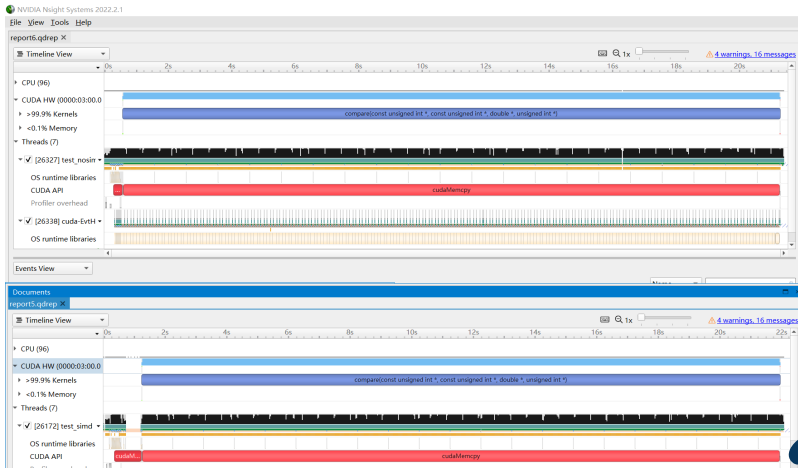 NVIDIA Nsight Systems 2022.2.1
File View Tools Help
report6.qdrep ×
Timeline View
1x
4 warnings, 16 messages
0s 2s 4s 6s 8s 10s 12s 14s 16s 18s 20s
CPU (96)
CUDA HW (0000:03:00.0
>99.9% Kernels
compare(const unsigned int *, const unsigned int *, double *, unsigned int *)
<0.1% Memory
Threads (7)
[26327] test_nosim
OS runtime libraries
CUDA API
... cudaMemcpy
Profiler overhead
[26338] cuda-EvtH
OS runtime libraries
Events View
Documents
report5.qdrep ×
Timeline View
1x
4 warnings, 16 messages
0s 2s 4s 6s 8s 10s 12s 14s 16s 18s 20s 22s
CPU (96)
CUDA HW (0000:03:00.0
>99.9% Kernels
compare(const unsigned int *, const unsigned int *, double *, unsigned int *)
<0.1% Memory
Threads (7)
[26172] test_simd
OS runtime libraries
CUDA API
cudaM... cudaMemcpy